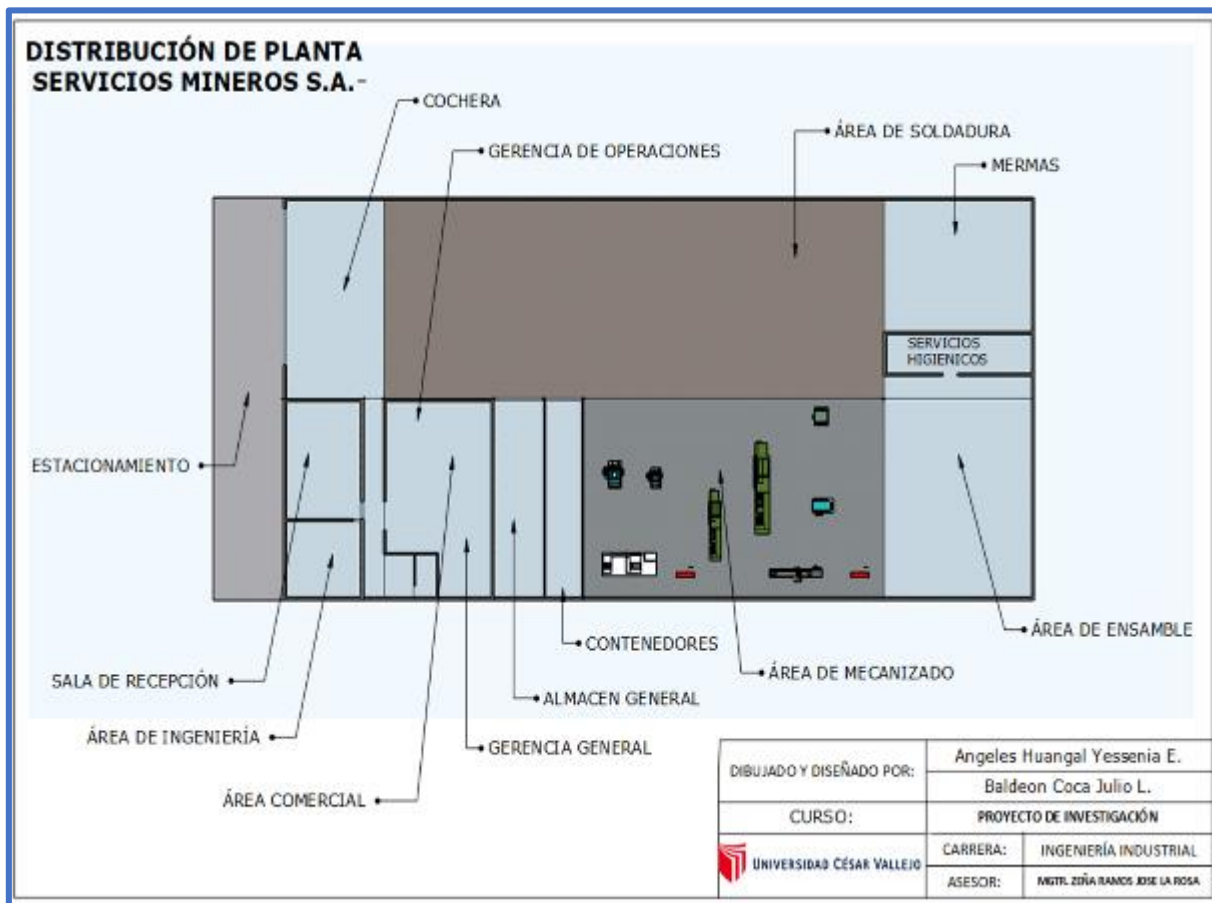 DISTRIBUCIÓN DE PLANTA
SERVICIOS MINEROS S.A.-
COCHERA
GERENCIA DE OPERACIONES
ÁREA DE SOLDADURA
MERMAS
SERVICIOS
HIGIENICOS
ESTACIONAMIENTO
ÁREA DE ENSAMBLE
CONTENEDORES
ÁREA DE MECANIZADO
SALA DE RECEPCIÓN
ALMACEN GENERAL
ÁREA DE INGENIERÍA
GERENCIA GENERAL
ÁREA COMERCIAL
DIBUJADO Y DISEÑADO POR:
Angeles Huangal Yessenia E.
Baldeon Coca Julio L.
CURSO:
PROYECTO DE INVESTIGACIÓN
UNIVERSIDAD CÉSAR VALLEJO
CARRERA:
INGENIERÍA INDUSTRIAL
ASESOR:
MGTR. ZEÑA RAMOS JOSE LA ROSA